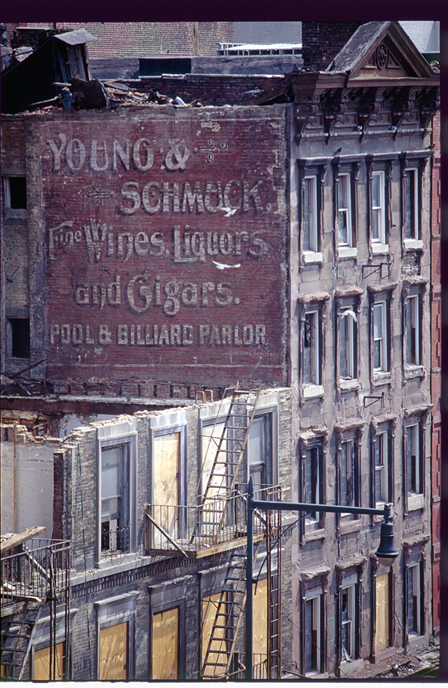 YOUNG &
SCHMUCK.
Fine Wines, Liquors
and Cigars.
POOL & BILLIARD PARLOR